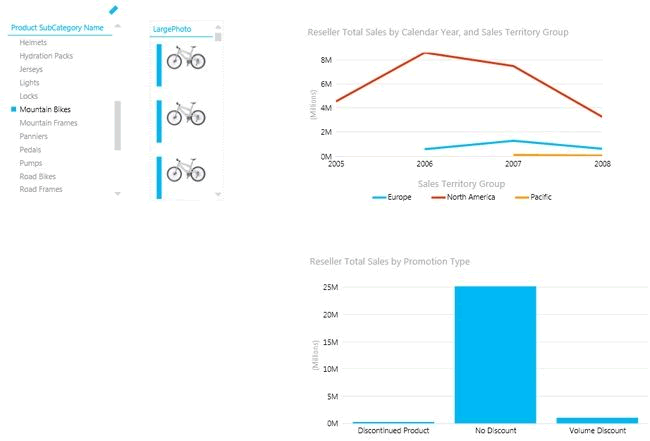 Product SubCategory Name
Helmets
Hydration Packs
Jerseys
Lights
Locks
Mountain Bikes
Mountain Frames
Panniers
Pedals
Pumps
Road Bikes
Road Frames
LargePhoto
Reseller Total Sales by Calendar Year, and Sales Territory Group
(Millions)
8M
6M
4M
2M
0M
2005 2006 2007 2008
Sales Territory Group
Europe North America Pacific
Reseller Total Sales by Promotion Type
(Millions)
25M
20M
15M
10M
5M
0M
Discontinued Product No Discount Volume Discount